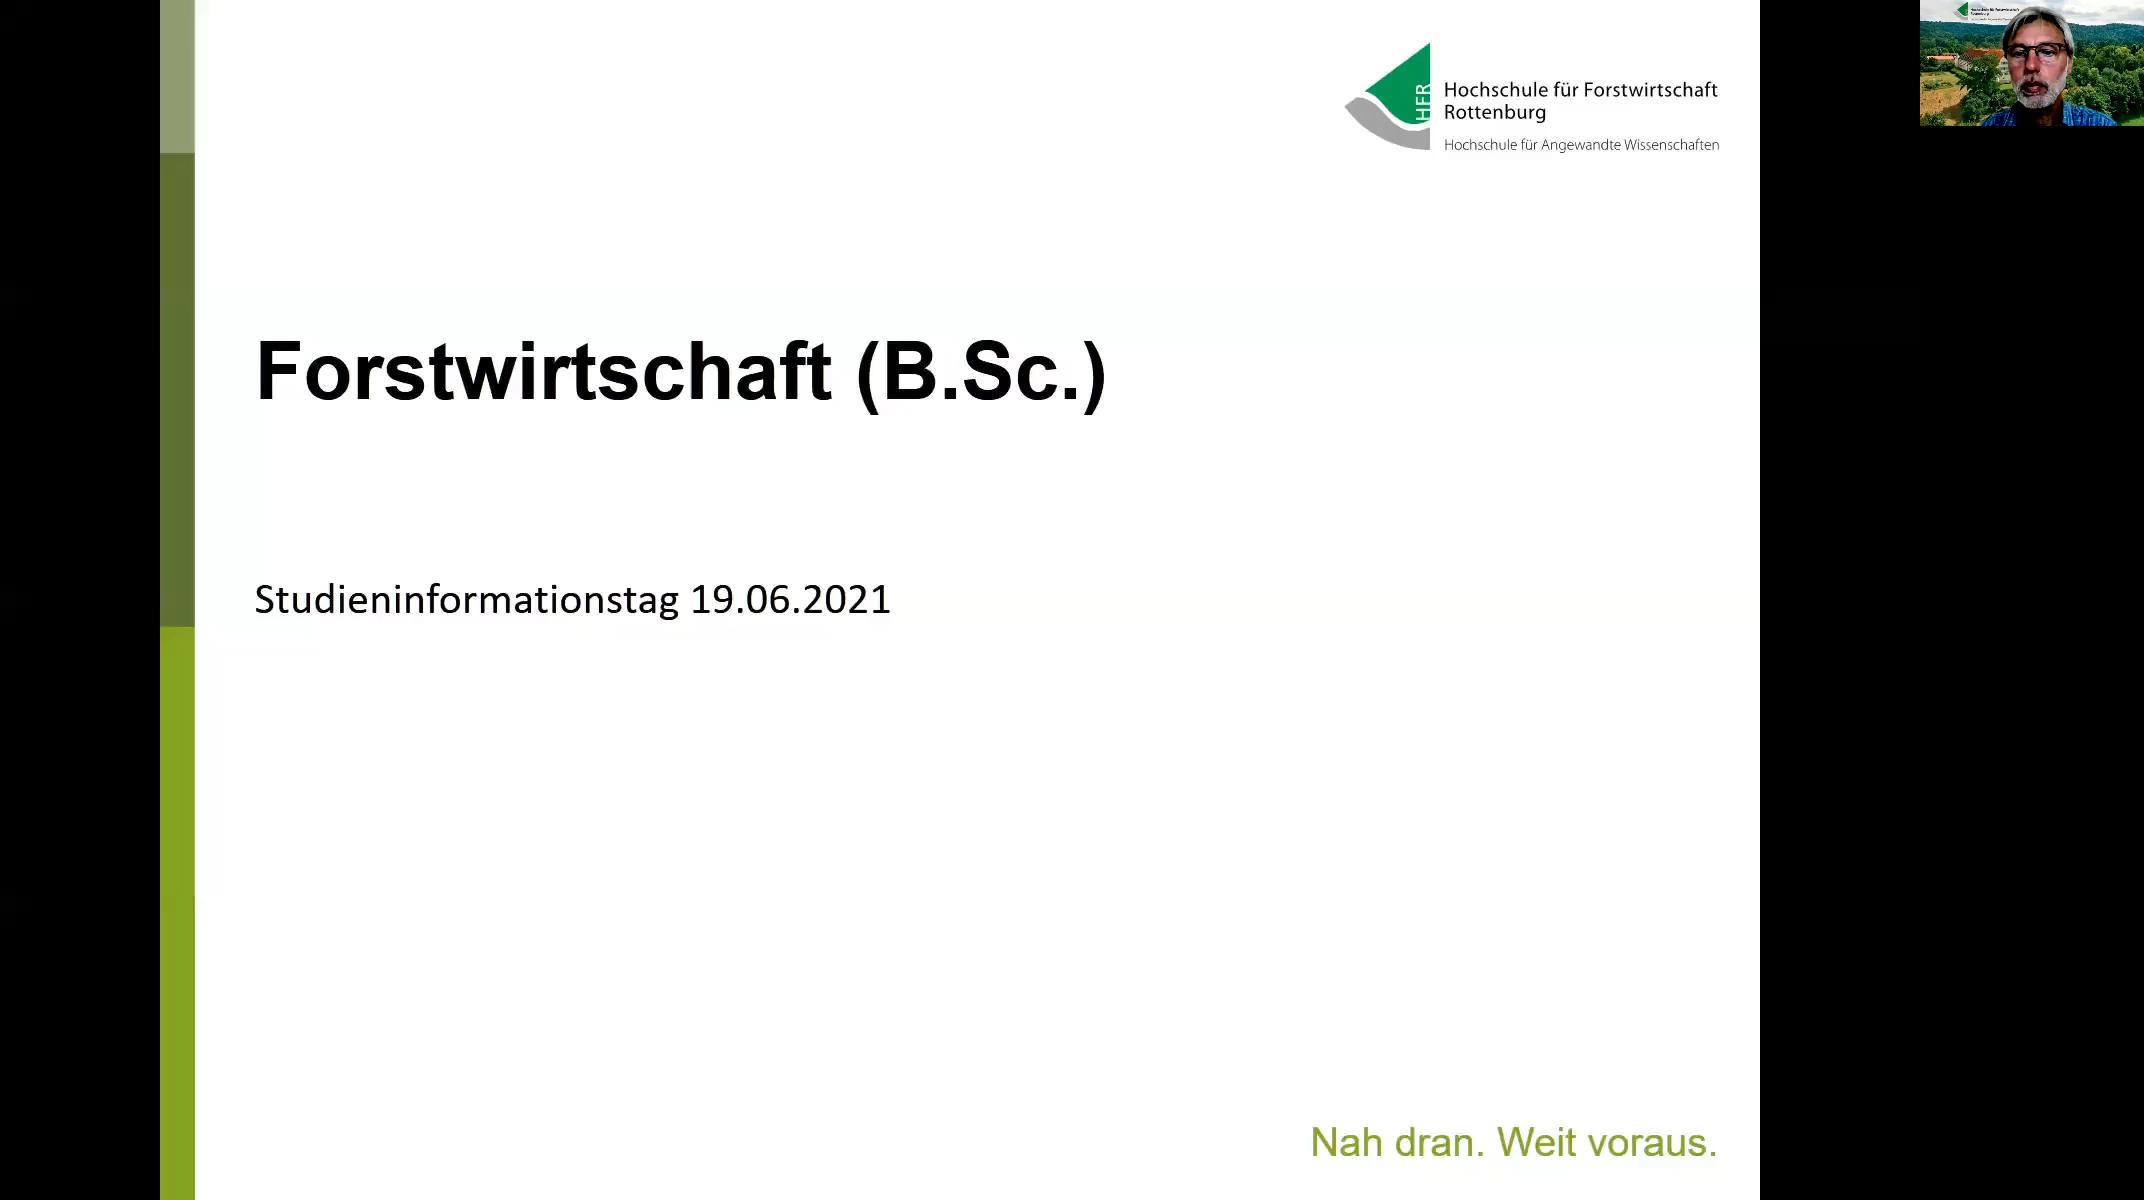 HFR
Hochschule für Forstwirtschaft
Rottenburg
Hochschule für Angewandte Wissenschaften
Forstwirtschaft (B.Sc.)
Studieninformationstag 19.06.2021
Nah dran. Weit voraus.